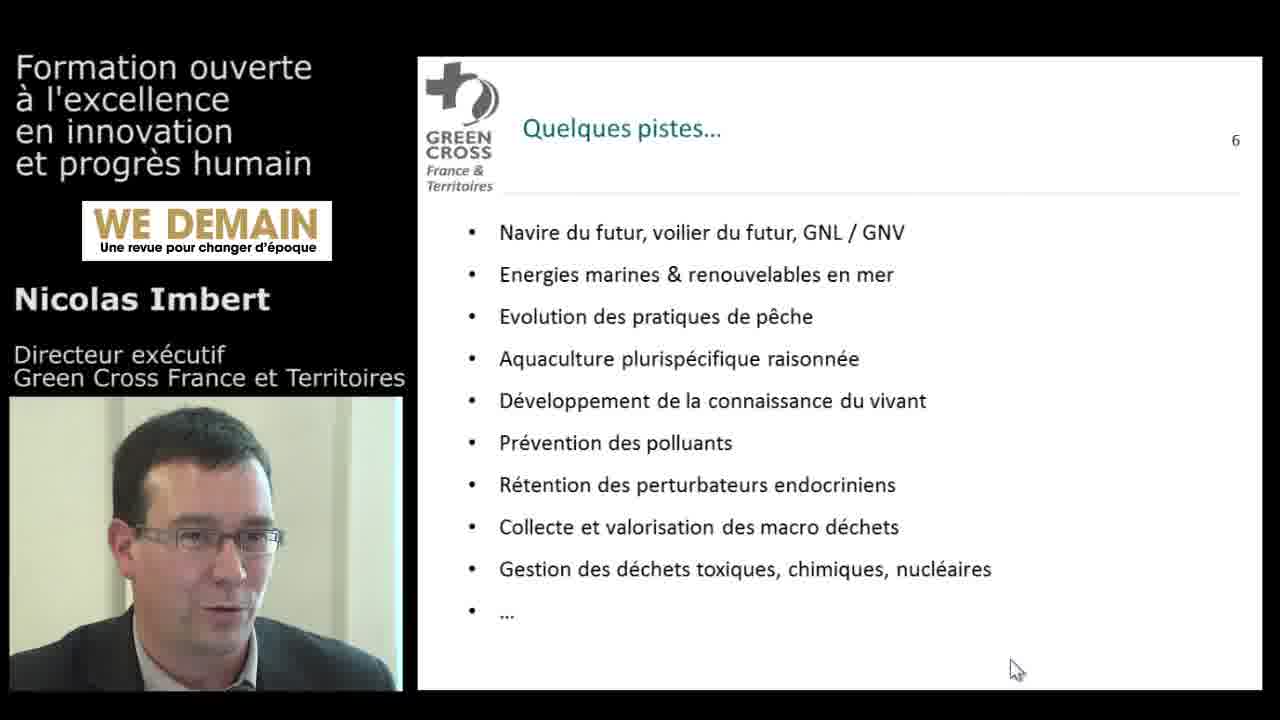 Formation ouverte
à l'excellence
en innovation
et progrès humain
WE DEMAIN
Une revue pour changer d'époque
Nicolas Imbert
Directeur exécutif
Green Cross France et Territoires
GREEN
CROSS
France &
Territoires
Quelques pistes...
6
• Navire du futur, voilier du futur, GNL / GNV
• Energies marines & renouvelables en mer
• Evolution des pratiques de pêche
• Aquaculture plurispécifique raisonnée
• Développement de la connaissance du vivant
• Prévention des polluants
• Rétention des perturbateurs endocriniens
• Collecte et valorisation des macro déchets
• Gestion des déchets toxiques, chimiques, nucléaires
• ...